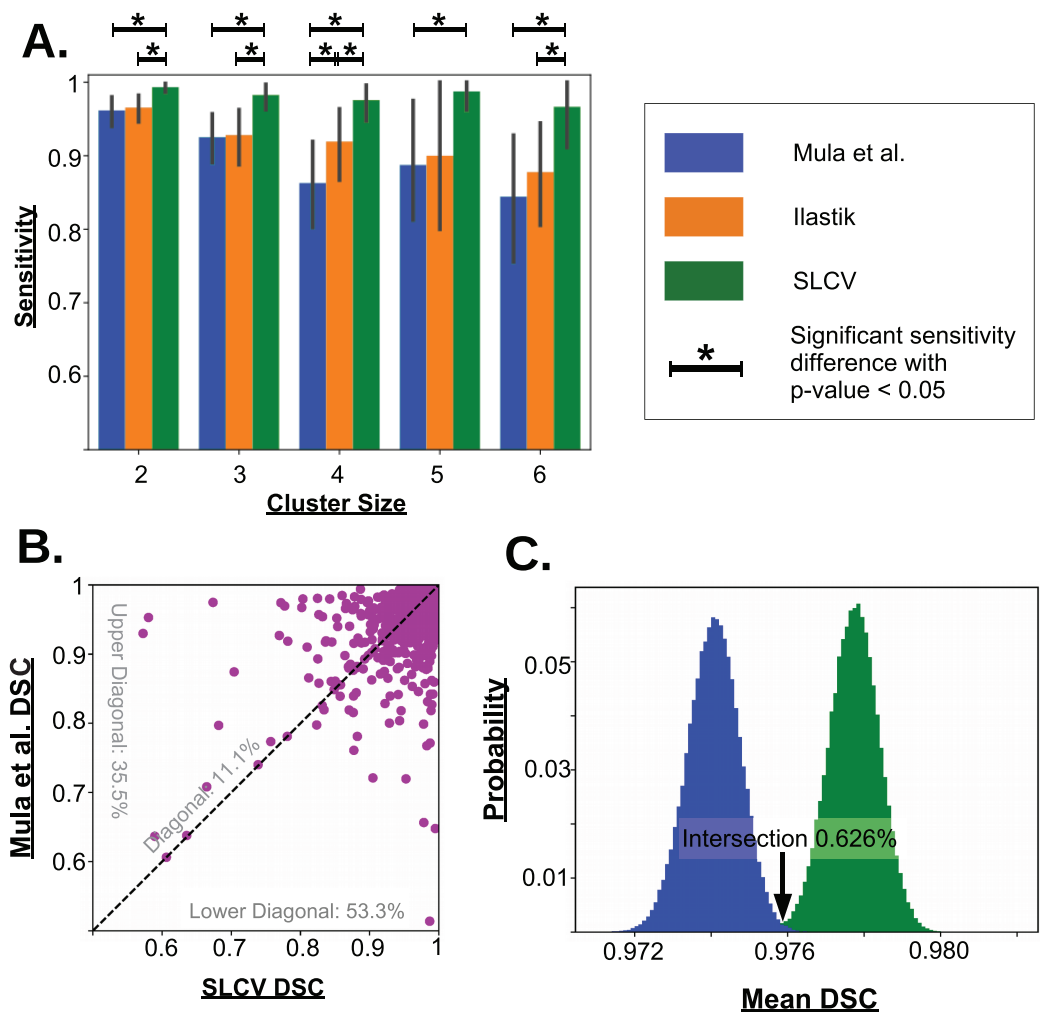 A.
* * * * *
* * * * *
1
0.9
0.8
0.7
0.6
Sensitivity
2 3 4 5 6
Cluster Size
Mula et al.
Ilastik
SLCV
*
Significant sensitivity
difference with
p-value < 0.05
B.
1
0.9
0.8
0.7
0.6
Mula et al. DSC
Upper Diagonal: 35.5%
Diagonal: 11.1%
Lower Diagonal: 53.3%
0.6 0.7 0.8 0.9 1
SLCV DSC
C.
0.05
0.03
0.01
Probability
Intersection 0.626%
0.972 0.976 0.980
Mean DSC